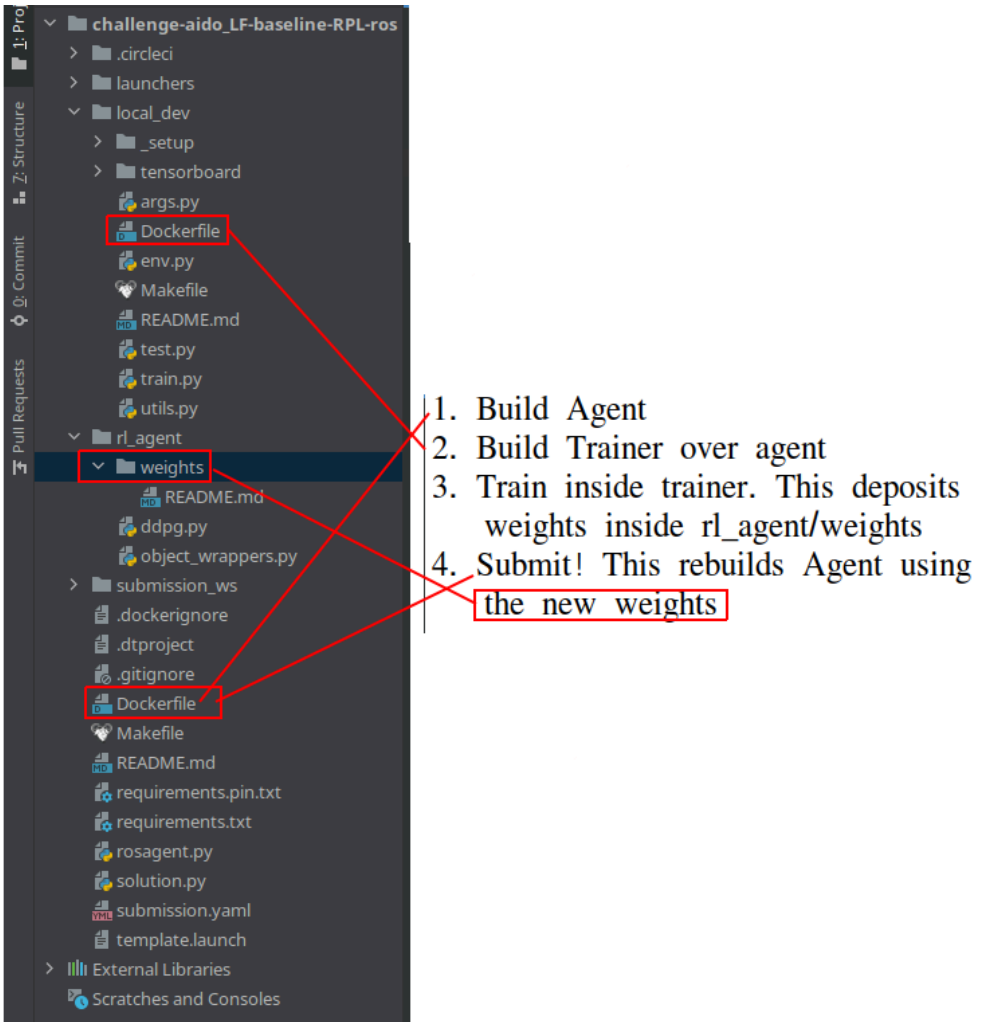 1: Proj
Z: Structure
0: Commit
Pull Requests
challenge-aido_LF-baseline-RPL-ros
.circleci
launchers
local_dev
_setup
tensorboard
args.py
Dockerfile
env.py
Makefile
README.md
test.py
train.py
utils.py
rl_agent
weights
README.md
ddpg.py
object_wrappers.py
submission_ws
.dockerignore
.dtproject
.gitignore
Dockerfile
Makefile
README.md
requirements.pin.txt
requirements.txt
rosagent.py
solution.py
submission.yaml
template.launch
External Libraries
Scratches and Consoles
1. Build Agent
2. Build Trainer over agent
3. Train inside trainer. This deposits
weights inside rl_agent/weights
4. Submit! This rebuilds Agent using
the new weights